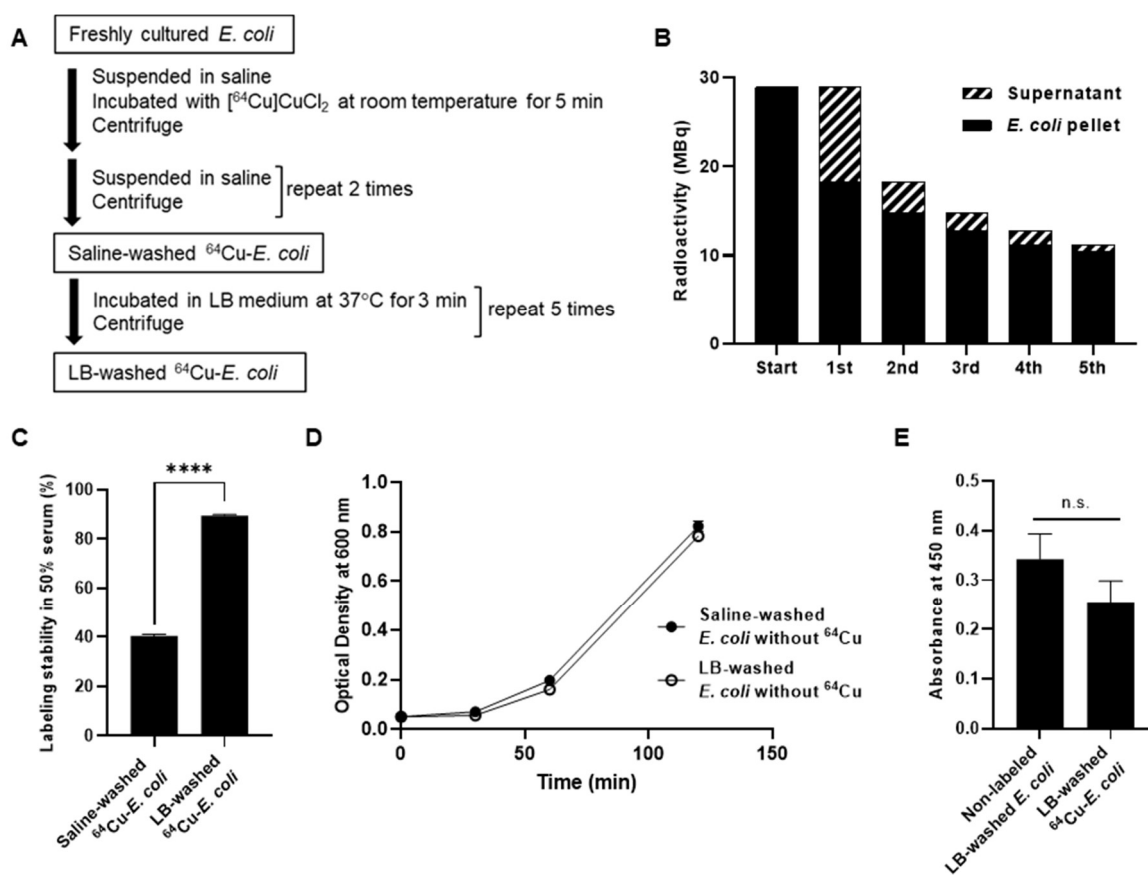 A
Freshly cultured E. coli
Suspended in saline
Incubated with [⁶⁴Cu]CuCl₂ at room temperature for 5 min
Centrifuge
Suspended in saline
Centrifuge
repeat 2 times
Saline-washed ⁶⁴Cu-E. coli
Incubated in LB medium at 37°C for 3 min
Centrifuge
repeat 5 times
LB-washed ⁶⁴Cu-E. coli
B
Radioactivity (MBq)
30
20
10
0
Supernatant
E. coli pellet
Start 1st 2nd 3rd 4th 5th
C
Labeling stability in 50% serum (%)
100
80
60
40
20
0
****
Saline-washed
⁶⁴Cu-E. coli
LB-washed
⁶⁴Cu-E. coli
D
Optical Density at 600 nm
1.0
0.8
0.6
0.4
0.2
0.0
Saline-washed
E. coli without ⁶⁴Cu
LB-washed
E. coli without ⁶⁴Cu
0 50 100 150
Time (min)
E
Absorbance at 450 nm
0.5
0.4
0.3
0.2
0.1
0.0
n.s.
Non-labeled
LB-washed E. coli
LB-washed
⁶⁴Cu-E. coli